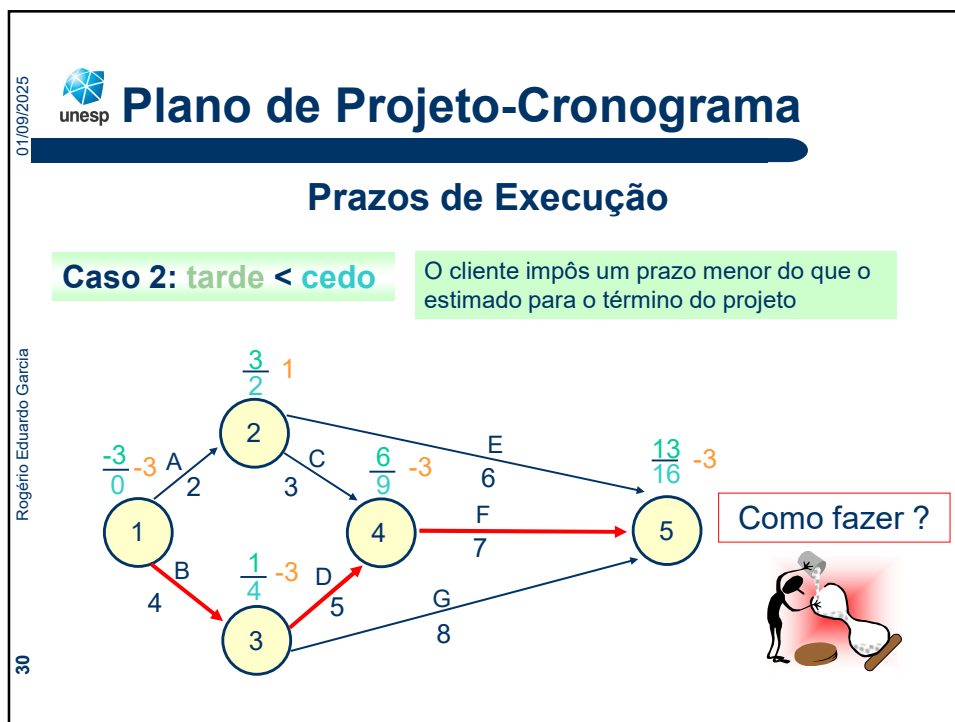 01/09/2025
unesp
Plano de Projeto-Cronograma
Prazos de Execução
Caso 2: tarde < cedo
O cliente impôs um prazo menor do que o
estimado para o término do projeto
Rogério Eduardo Garcia
3
2
1
2
-3
0
-3
A
2
C
3
E
6
6
9
-3
13
16
-3
1
4
F
7
5
Como fazer ?
B
4
1
4
-3
D
5
G
8
3
30